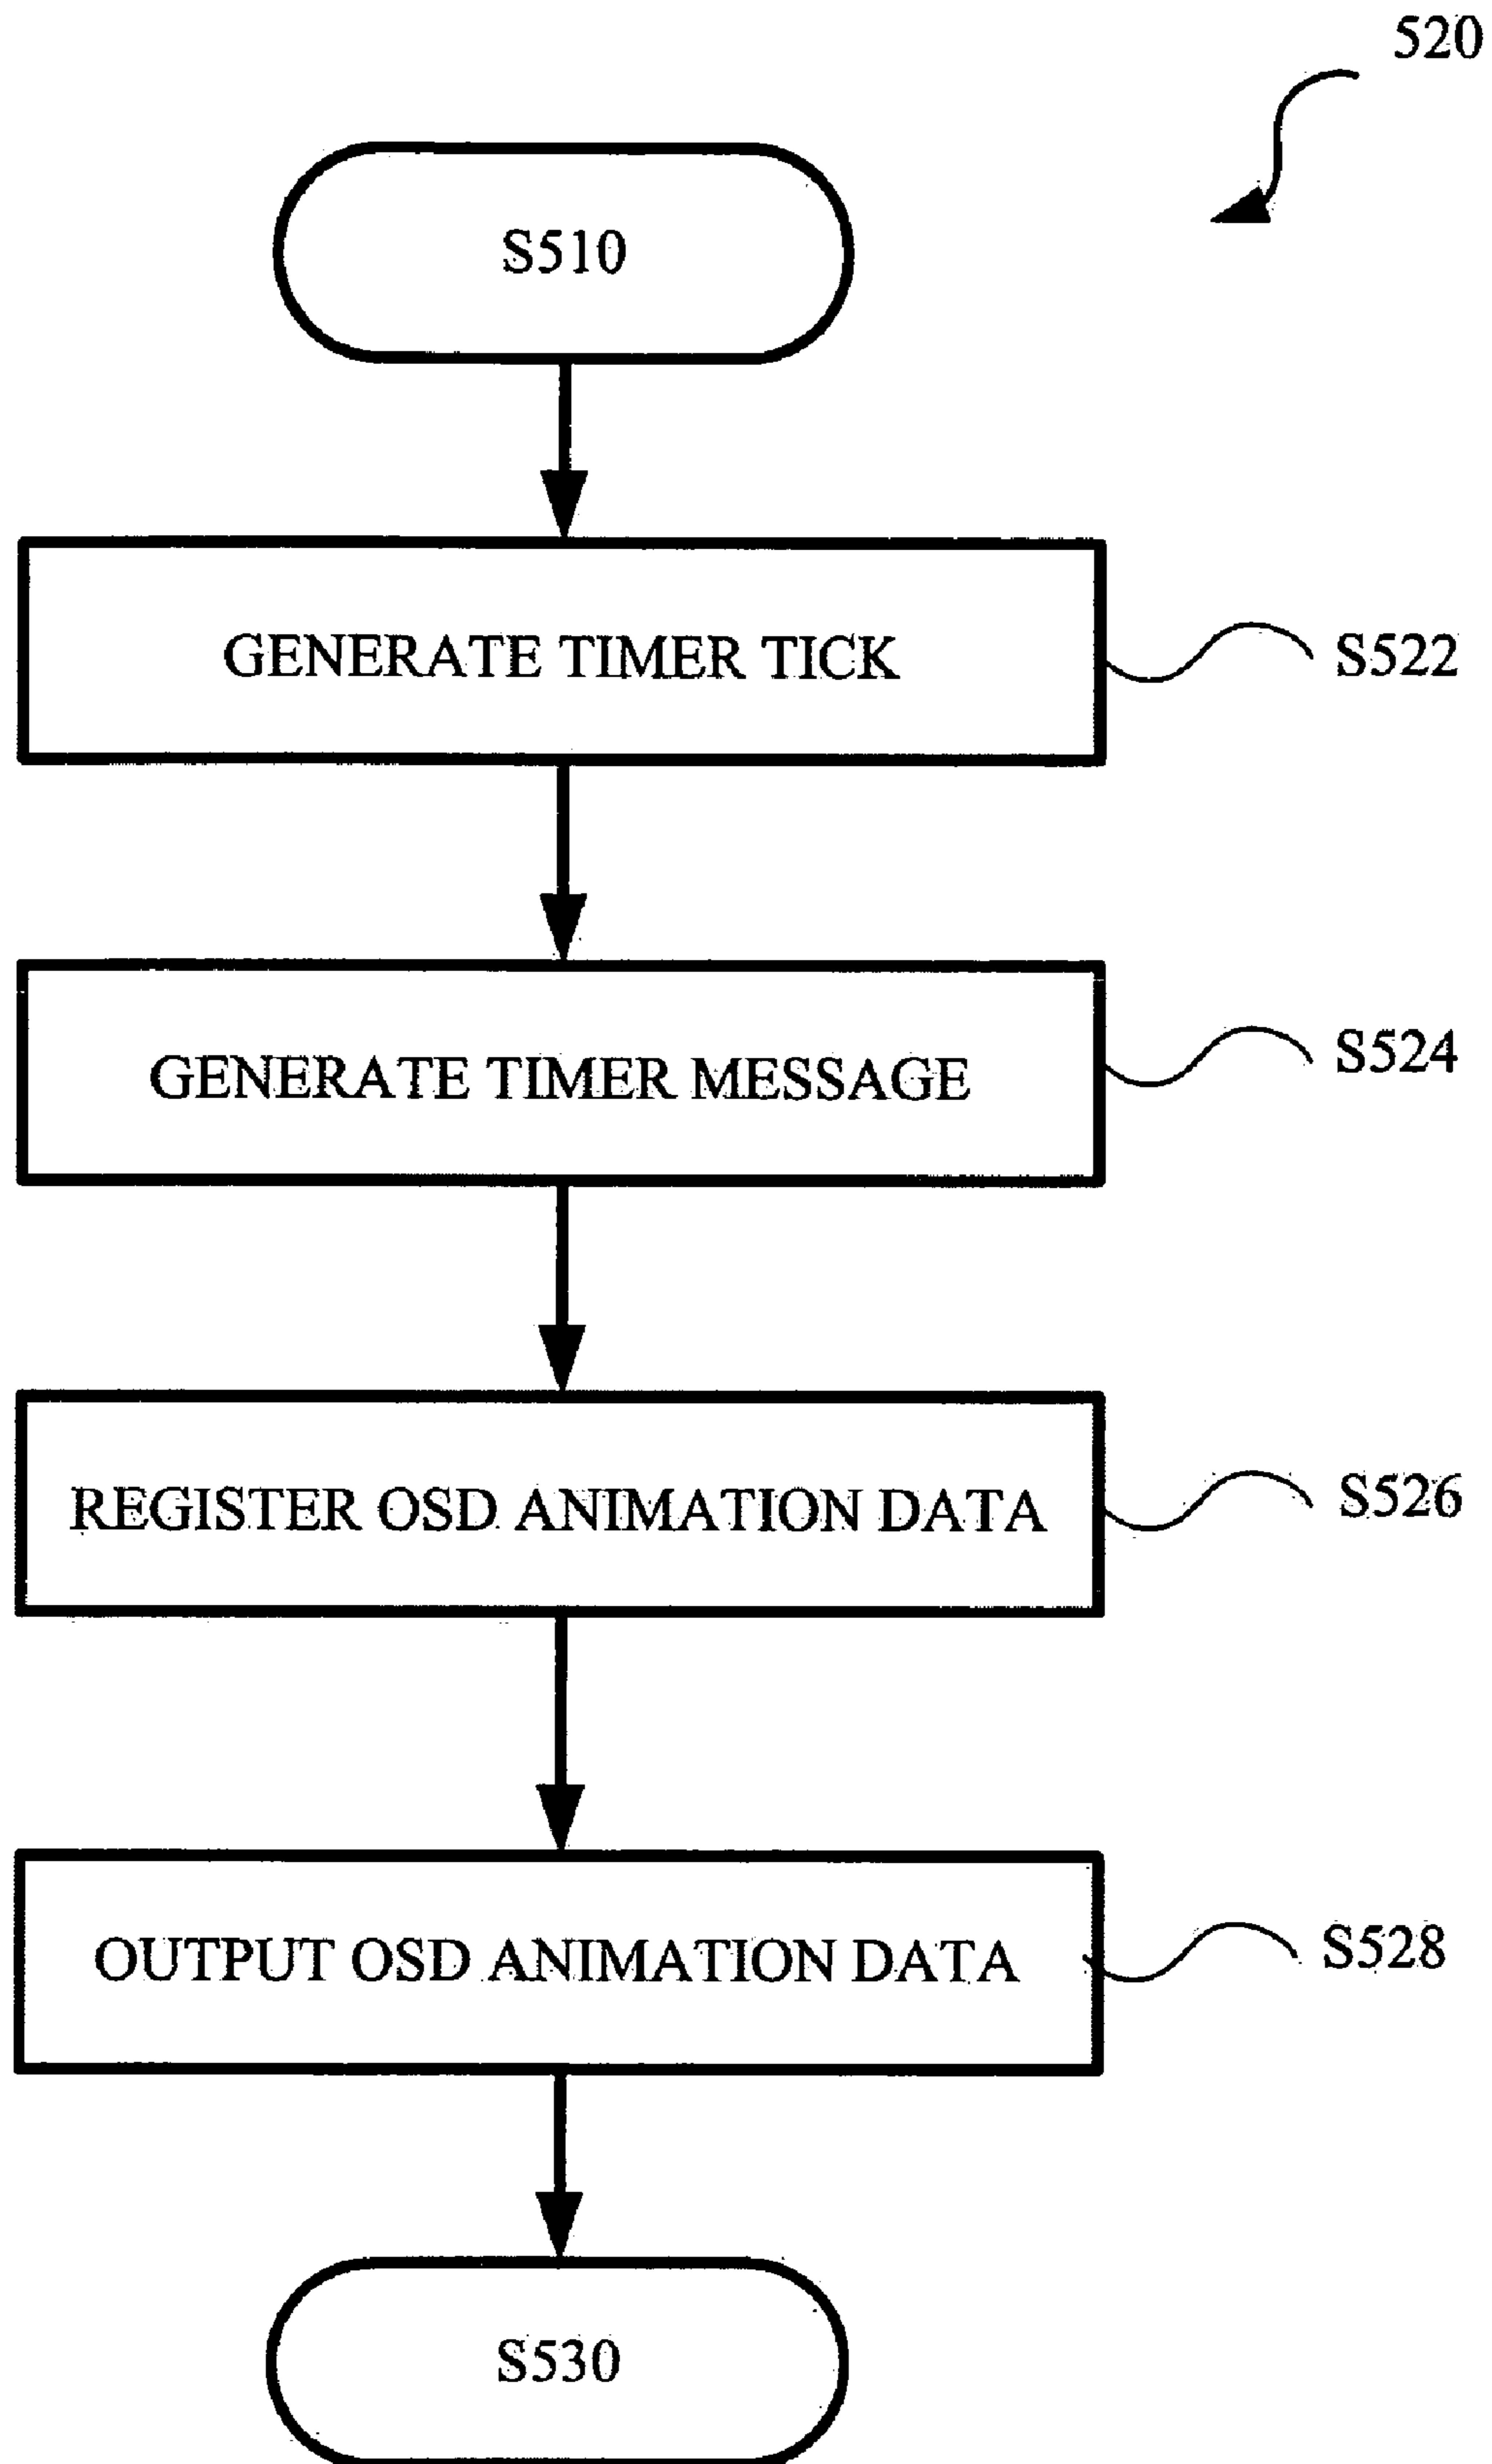 520
S510
GENERATE TIMER TICK
S522
GENERATE TIMER MESSAGE
S524
REGISTER OSD ANIMATION DATA
S526
OUTPUT OSD ANIMATION DATA
S528
S530